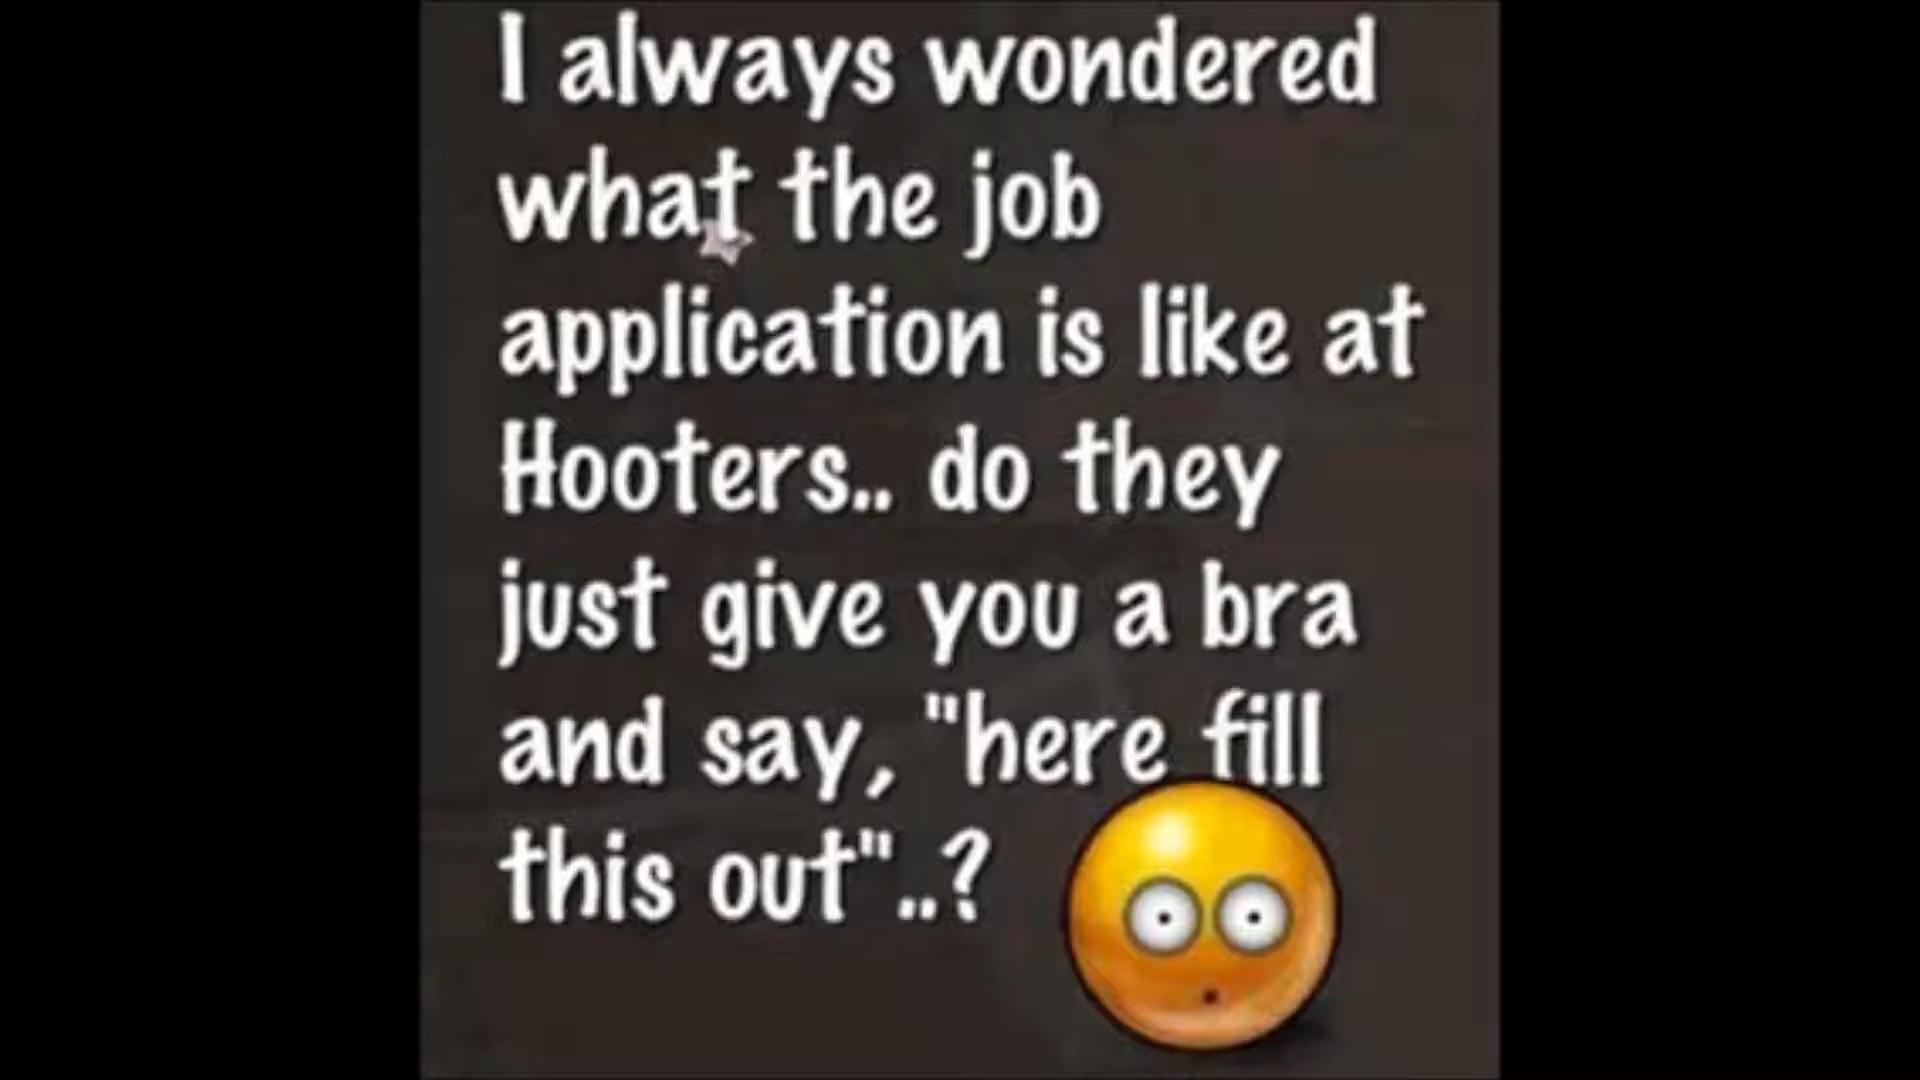 I always wondered
what the job
application is like at
Hooters.. do they
just give you a bra
and say, "here fill
this out"..?